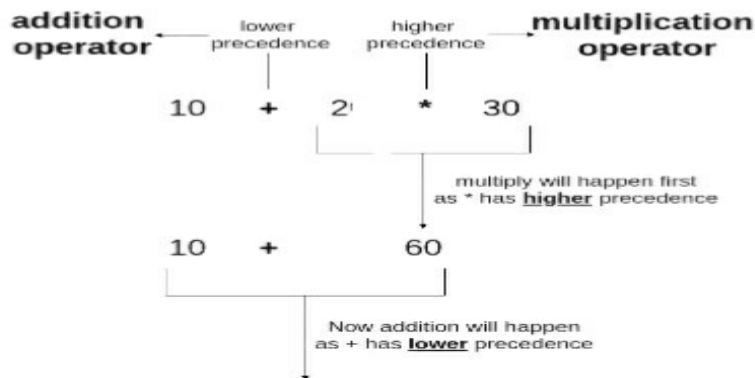 addition operator
lower precedence
higher precedence
multiplication operator
10 + 2 * 30
multiply will happen first
as * has higher precedence
10 + 60
Now addition will happen
as + has lower precedence